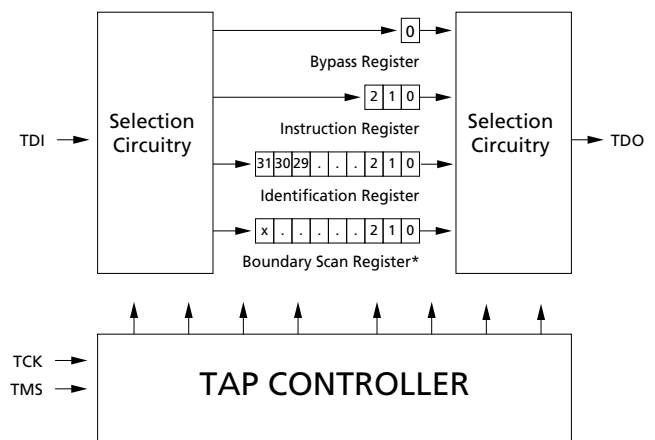 0
Bypass Register
2 1 0
Selection
Circuitry
Selection
Circuitry
TDI
TDO
Instruction Register
31 30 29 . . . 2 1 0
Identification Register
x . . . . . 2 1 0
Boundary Scan Register*
TCK
TMS
TAP CONTROLLER